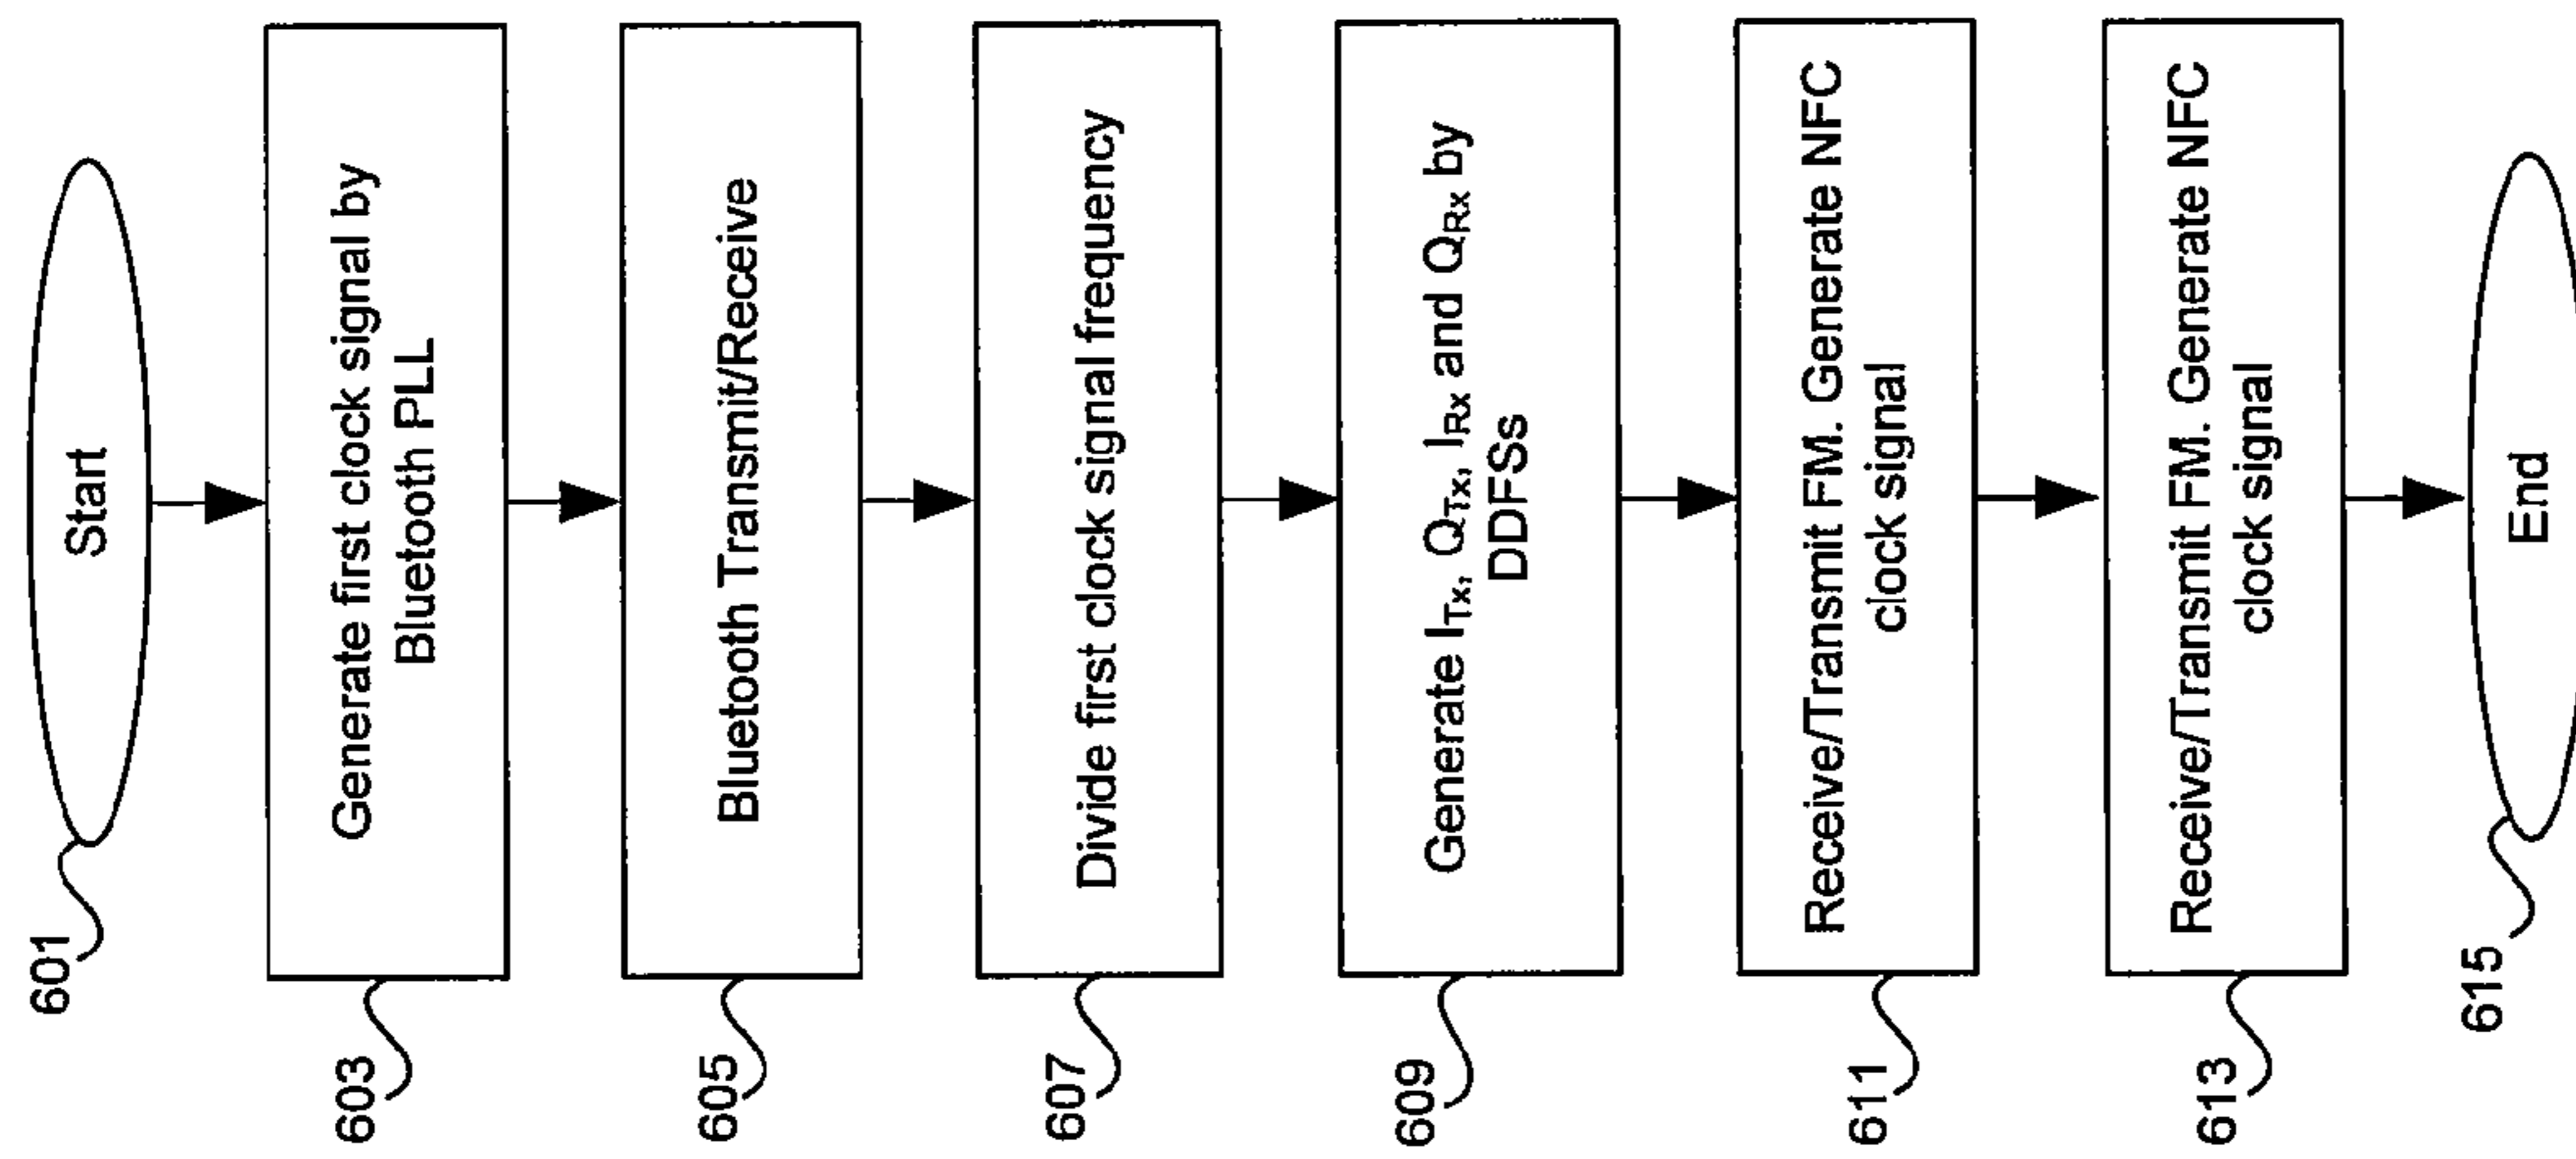 601
Start
603
Generate first clock signal by
Bluetooth PLL
605
Bluetooth Transmit/Receive
607
Divide first clock signal frequency
609
Generate I_Tx, Q_Tx, I_Rx and Q_Rx by
DDFSs
611
Receive/Transmit FM. Generate NFC
clock signal
613
Receive/Transmit FM. Generate NFC
clock signal
615
End